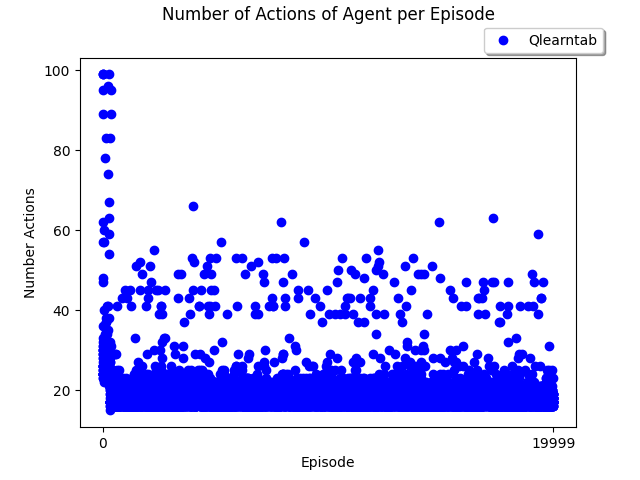 Number of Actions of Agent per Episode
Qlearntab
100
80
60
40
20
Number Actions
0
19999
Episode